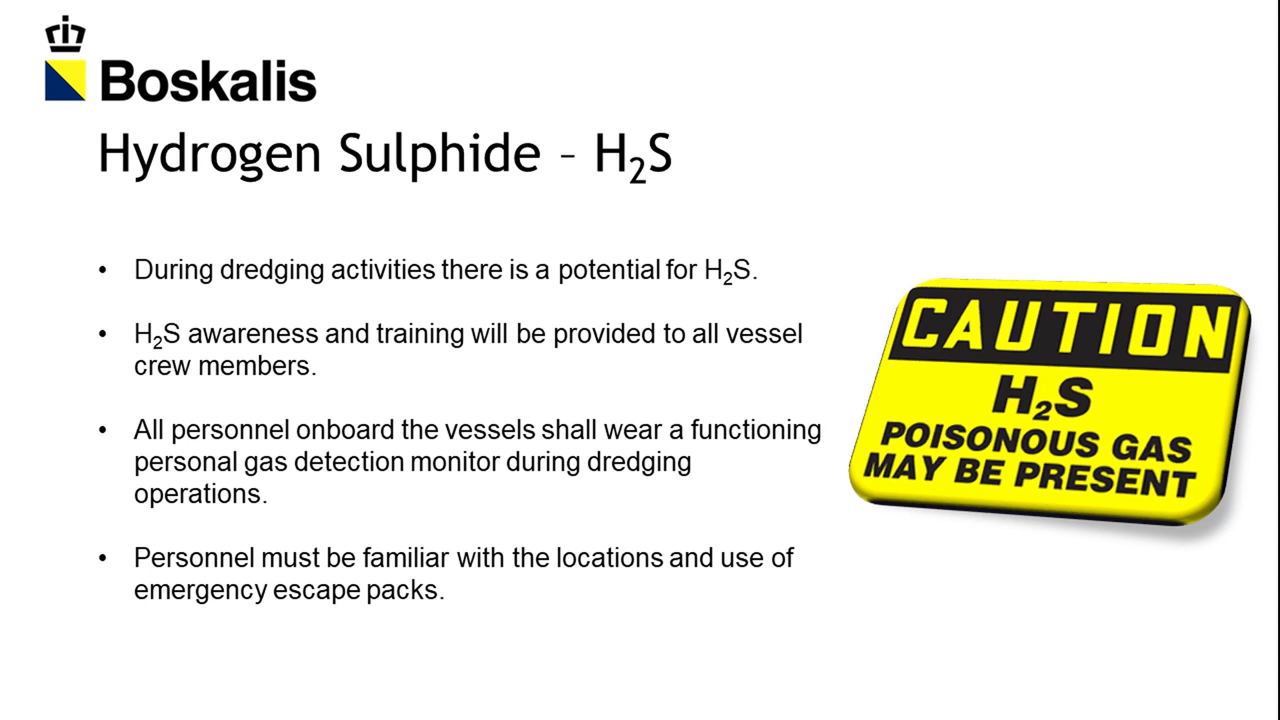 Boskalis
Hydrogen Sulphide – H₂S
• During dredging activities there is a potential for H₂S.
• H₂S awareness and training will be provided to all vessel
crew members.
• All personnel onboard the vessels shall wear a functioning
personal gas detection monitor during dredging
operations.
• Personnel must be familiar with the locations and use of
emergency escape packs.
CAUTION
H₂S
POISONOUS GAS
MAY BE PRESENT